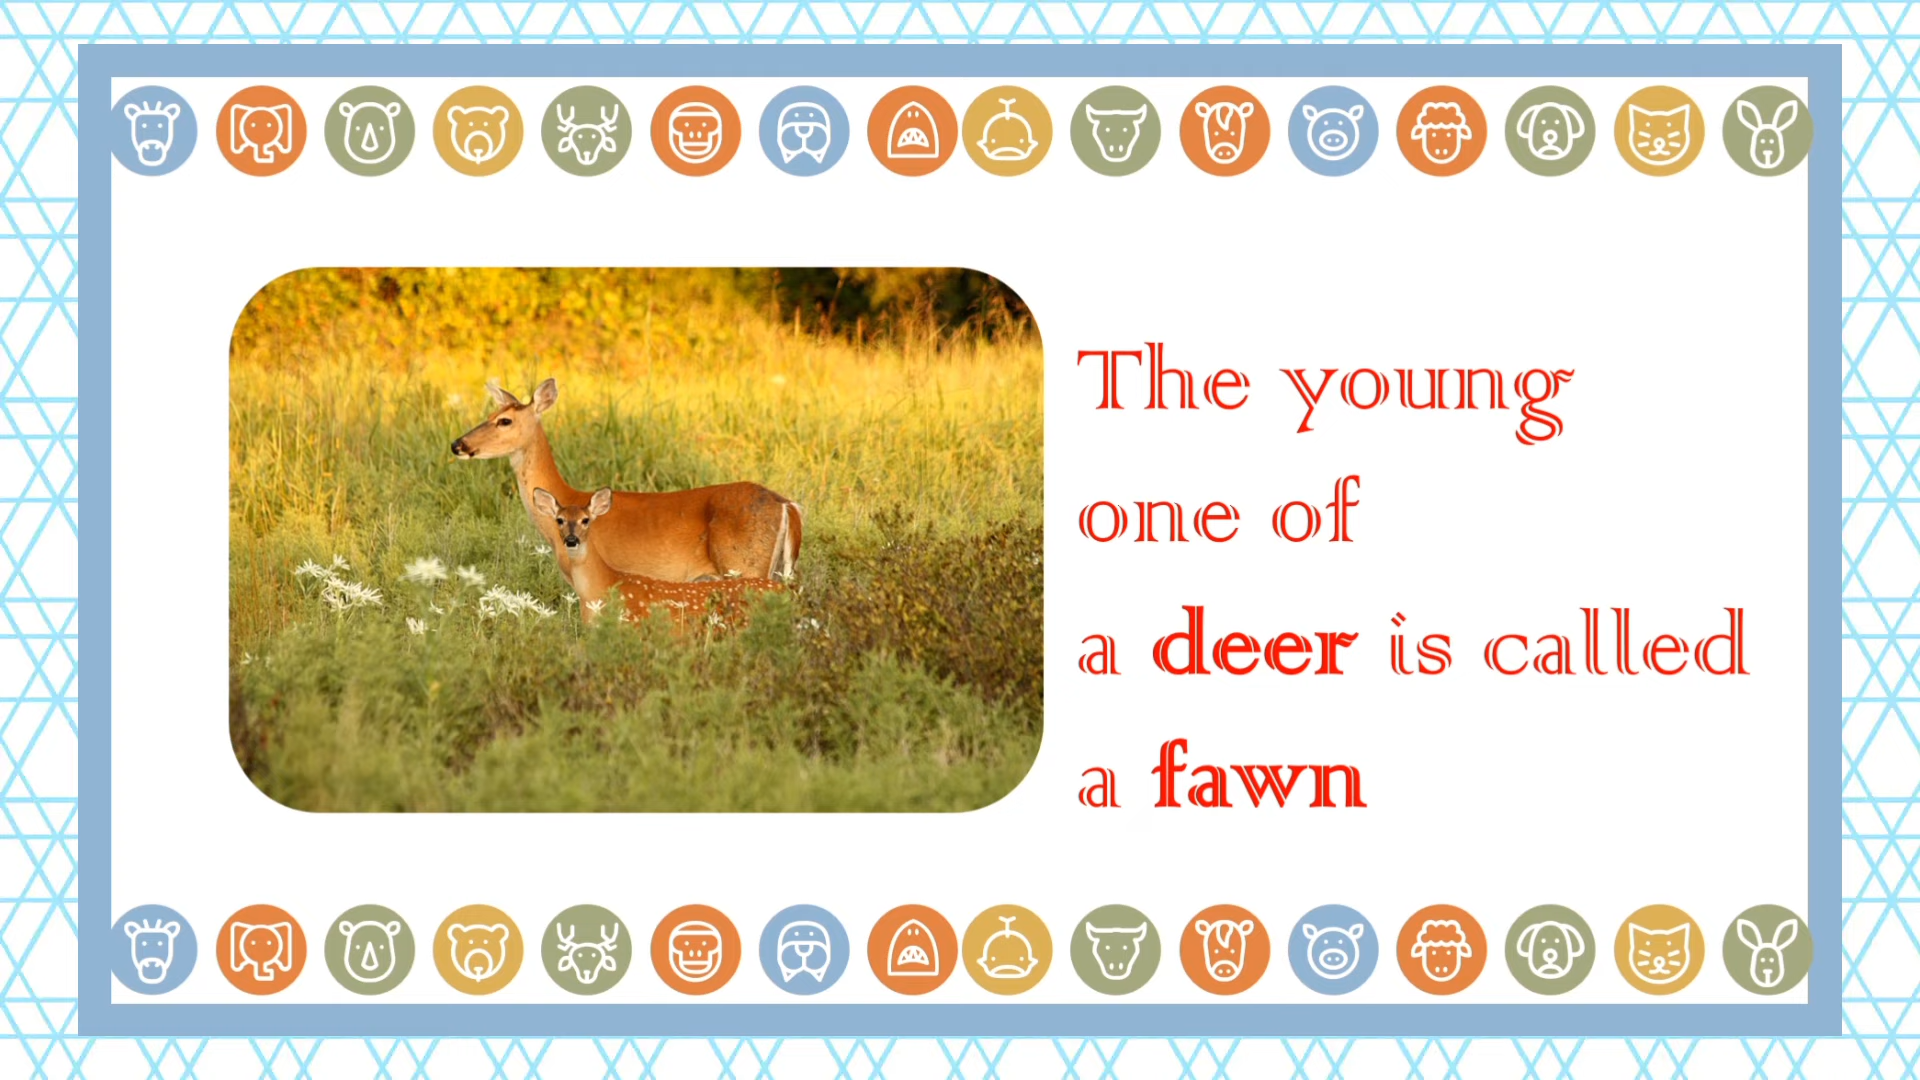 The young
one of
a deer is called
a fawn